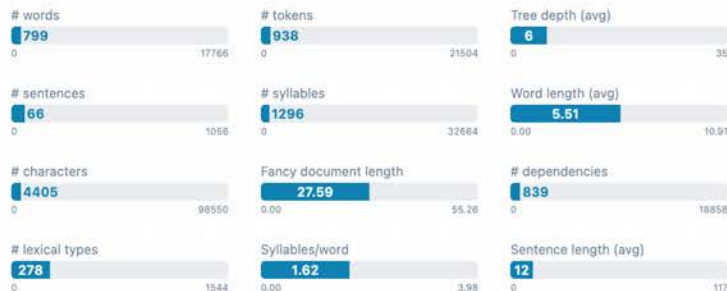 # words # tokens Tree depth (avg)
799 938 6
0 17766 0 21504 0 35
# sentences # syllables Word length (avg)
66 1296 5.51
0 1056 0 32664 0.00 10.91
# characters Fancy document length # dependencies
4405 27.59 839
0 98550 0.00 55.26 0 18858
# lexical types Syllables/word Sentence length (avg)
278 1.62 12
0 1544 0.00 3.98 0